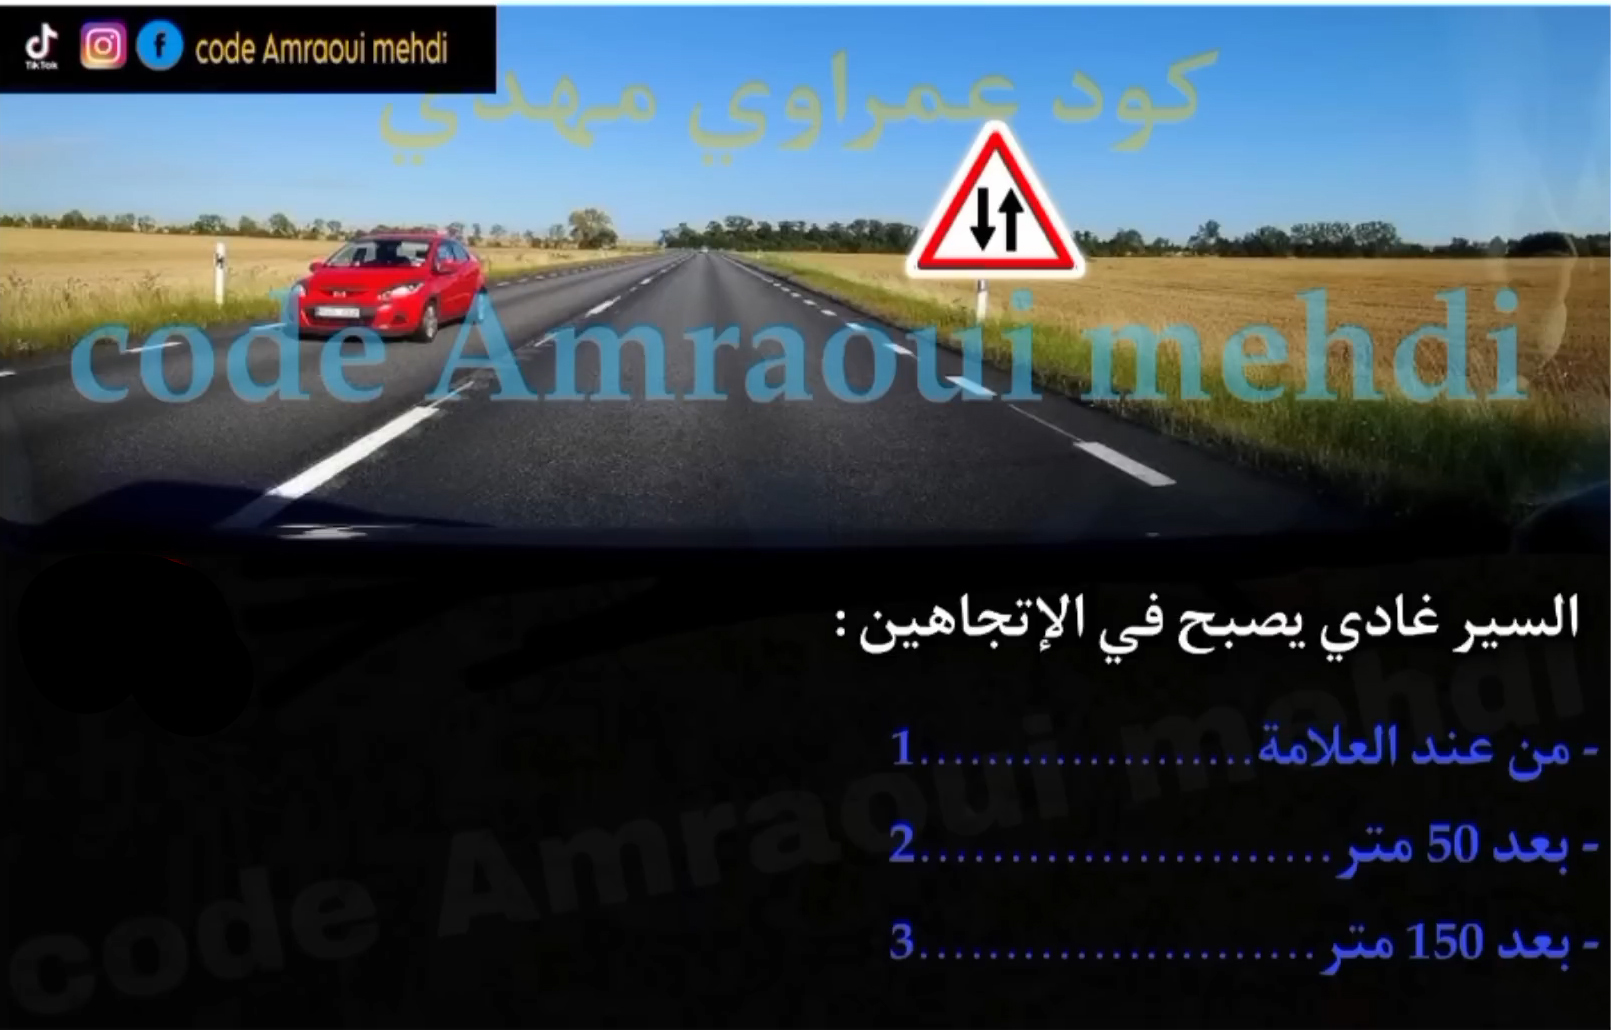 TikTok
code Amraoui mehdi
كود عمراوي مهدي
code Amraoui mehdi
السير غادي يصبح في الإتجاهين :
- من عند العلامة....................1
- بعد 50 متر........................2
- بعد 150 متر.......................3
code Amraoui mehdi